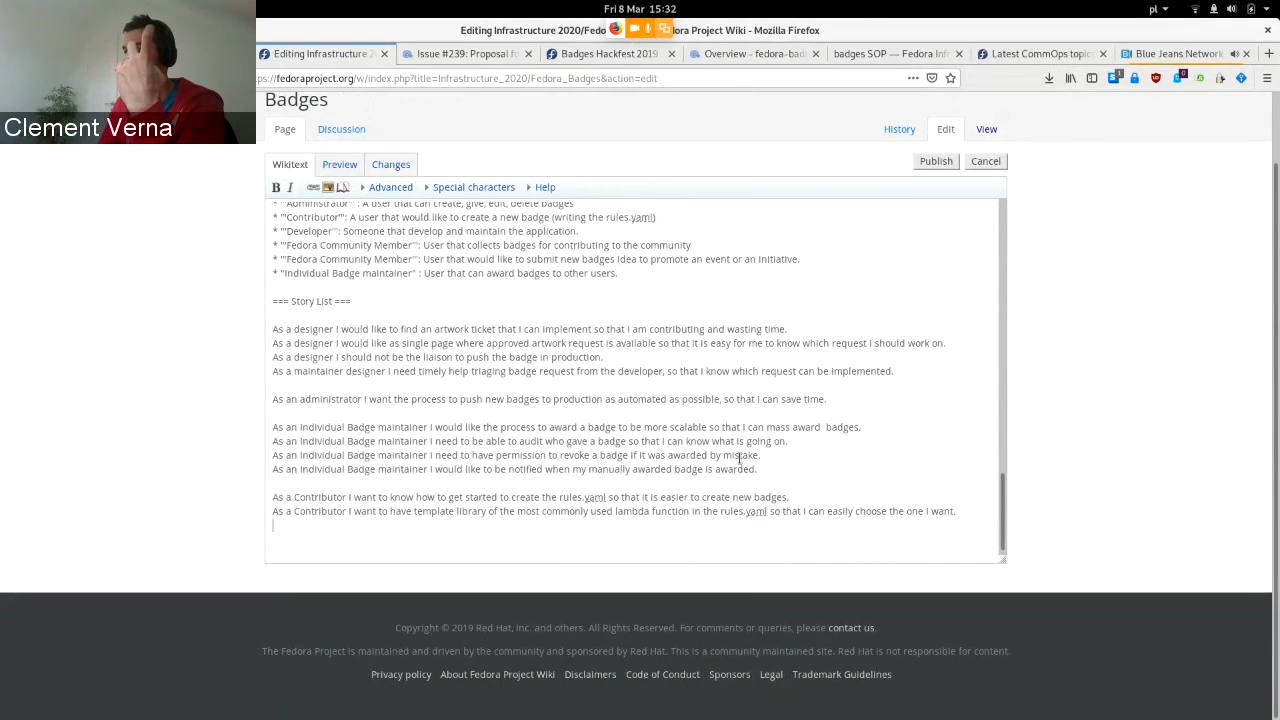 Fri 8 Mar 15:32
pl
Editing Infrastructure 2020/Fedo
ora Project Wiki - Mozilla Firefox
Editing Infrastructure 2
Issue #239: Proposal fo
Badges Hackfest 2019
Overview - fedora-bad
badges SOP — Fedora Inf
Latest CommOps topics
Blue Jeans Network
ps://fedoraproject.org/w/index.php?title=Infrastructure_2020/Fedora_Badges&action=edit
Clement Verna
Badges
Page Discussion History Edit View
Wikitext Preview Changes Publish Cancel
B I Advanced Special characters Help
* '''Administrator''' : A user that can create, give, edit, delete badges
* '''Contributor''': A user that would like to create a new badge (writing the rules.yaml)
* '''Developer''': Someone that develop and maintain the application.
* '''Fedora Community Member''': User that collects badges for contributing to the community
* '''Fedora Community Member''': User that would like to submit new badges idea to promote an event or an initiative.
* "Individual Badge maintainer" : User that can award badges to other users.
=== Story List ===
As a designer I would like to find an artwork ticket that I can implement so that I am contributing and wasting time.
As a designer I would like as single page where approved artwork request is available so that it is easy for me to know which request I should work on.
As a designer I should not be the liaison to push the badge in production.
As a maintainer designer I need timely help triaging badge request from the developer, so that I know which request can be implemented.
As an administrator I want the process to push new badges to production as automated as possible, so that I can save time.
As an Individual Badge maintainer I would like the process to award a badge to be more scalable so that I can mass award  badges.
As an Individual Badge maintainer I need to be able to audit who gave a badge so that I can know what is going on.
As an Individual Badge maintainer I need to have permission to revoke a badge if it was awarded by mistake.
As an Individual Badge maintainer I would like to be notified when my manually awarded badge is awarded.
As a Contributor I want to know how to get started to create the rules.yaml so that it is easier to create new badges.
As a Contributor I want to have template library of the most commonly used lambda function in the rules.yaml so that I can easily choose the one I want.
Copyright © 2019 Red Hat, Inc. and others. All Rights Reserved. For comments or queries, please contact us.
The Fedora Project is maintained and driven by the community and sponsored by Red Hat. This is a community maintained site. Red Hat is not responsible for content.
Privacy policy About Fedora Project Wiki Disclaimers Code of Conduct Sponsors Legal Trademark Guidelines